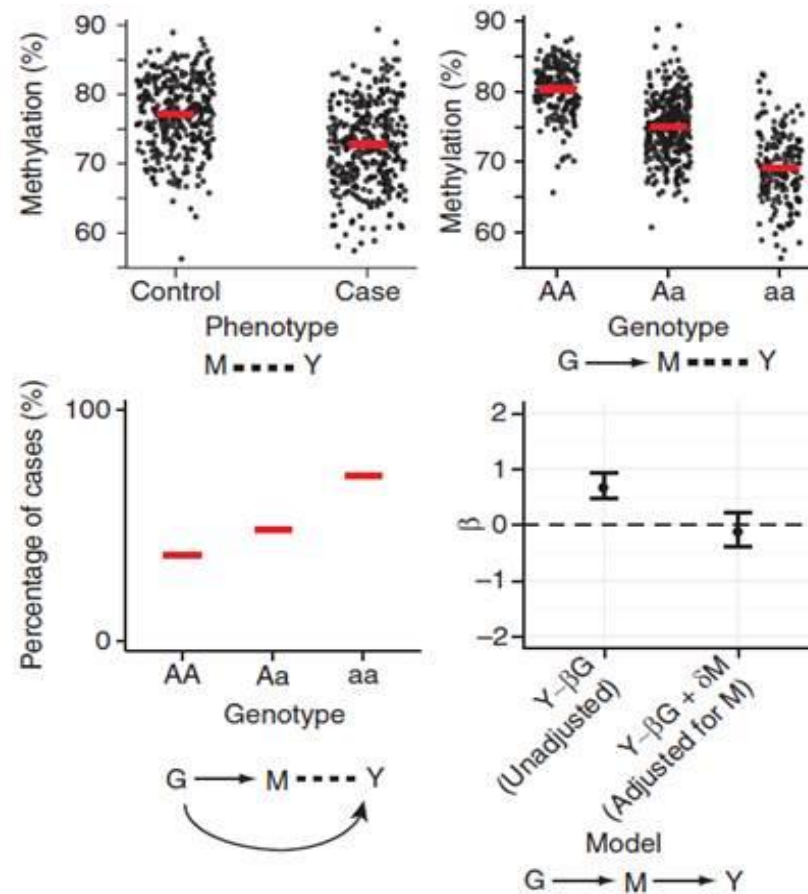 Methylation (%)
90
80
70
60
Control Case
Phenotype
M Y
Methylation (%)
90
80
70
60
AA Aa aa
Genotype
G M Y
Percentage of cases (%)
100
0
AA Aa aa
Genotype
G M Y
β
2
1
0
–1
–2
Y–βG
(Unadjusted)
Y–βG + δM
(Adjusted for M)
Model
G M Y